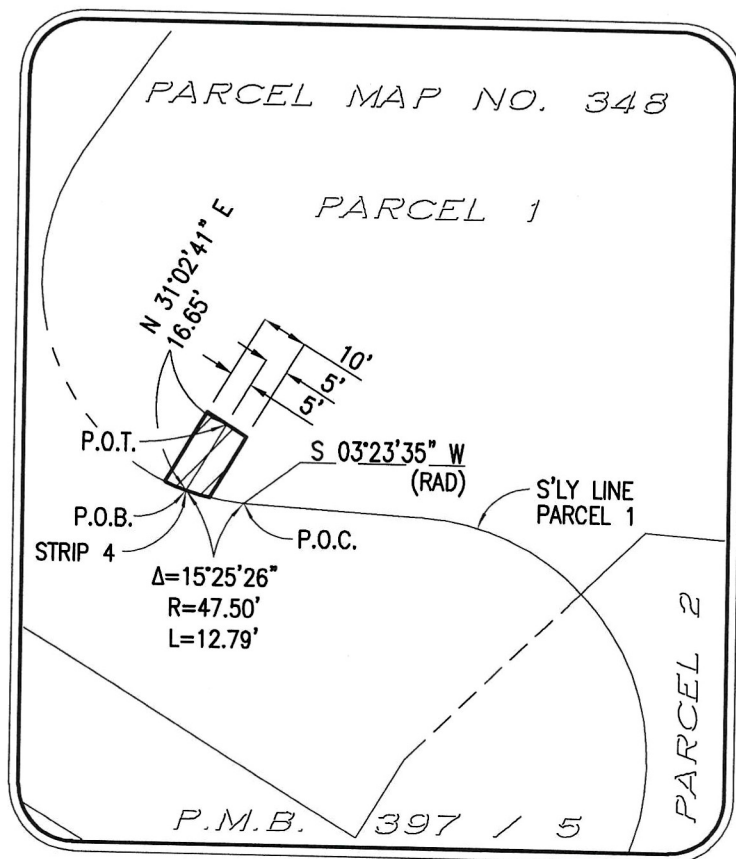 PARCEL MAP NO. 348
PARCEL 1
N 31°02'41" E
16.65'
10'
5'
5'
P.O.T.
S 03°23'35" W
(RAD)
S'LY LINE
PARCEL 1
P.O.B.
P.O.C.
STRIP 4
Δ=15°25'26"
R=47.50'
L=12.79'
PARCEL 2
P.M.B. 397 / 5